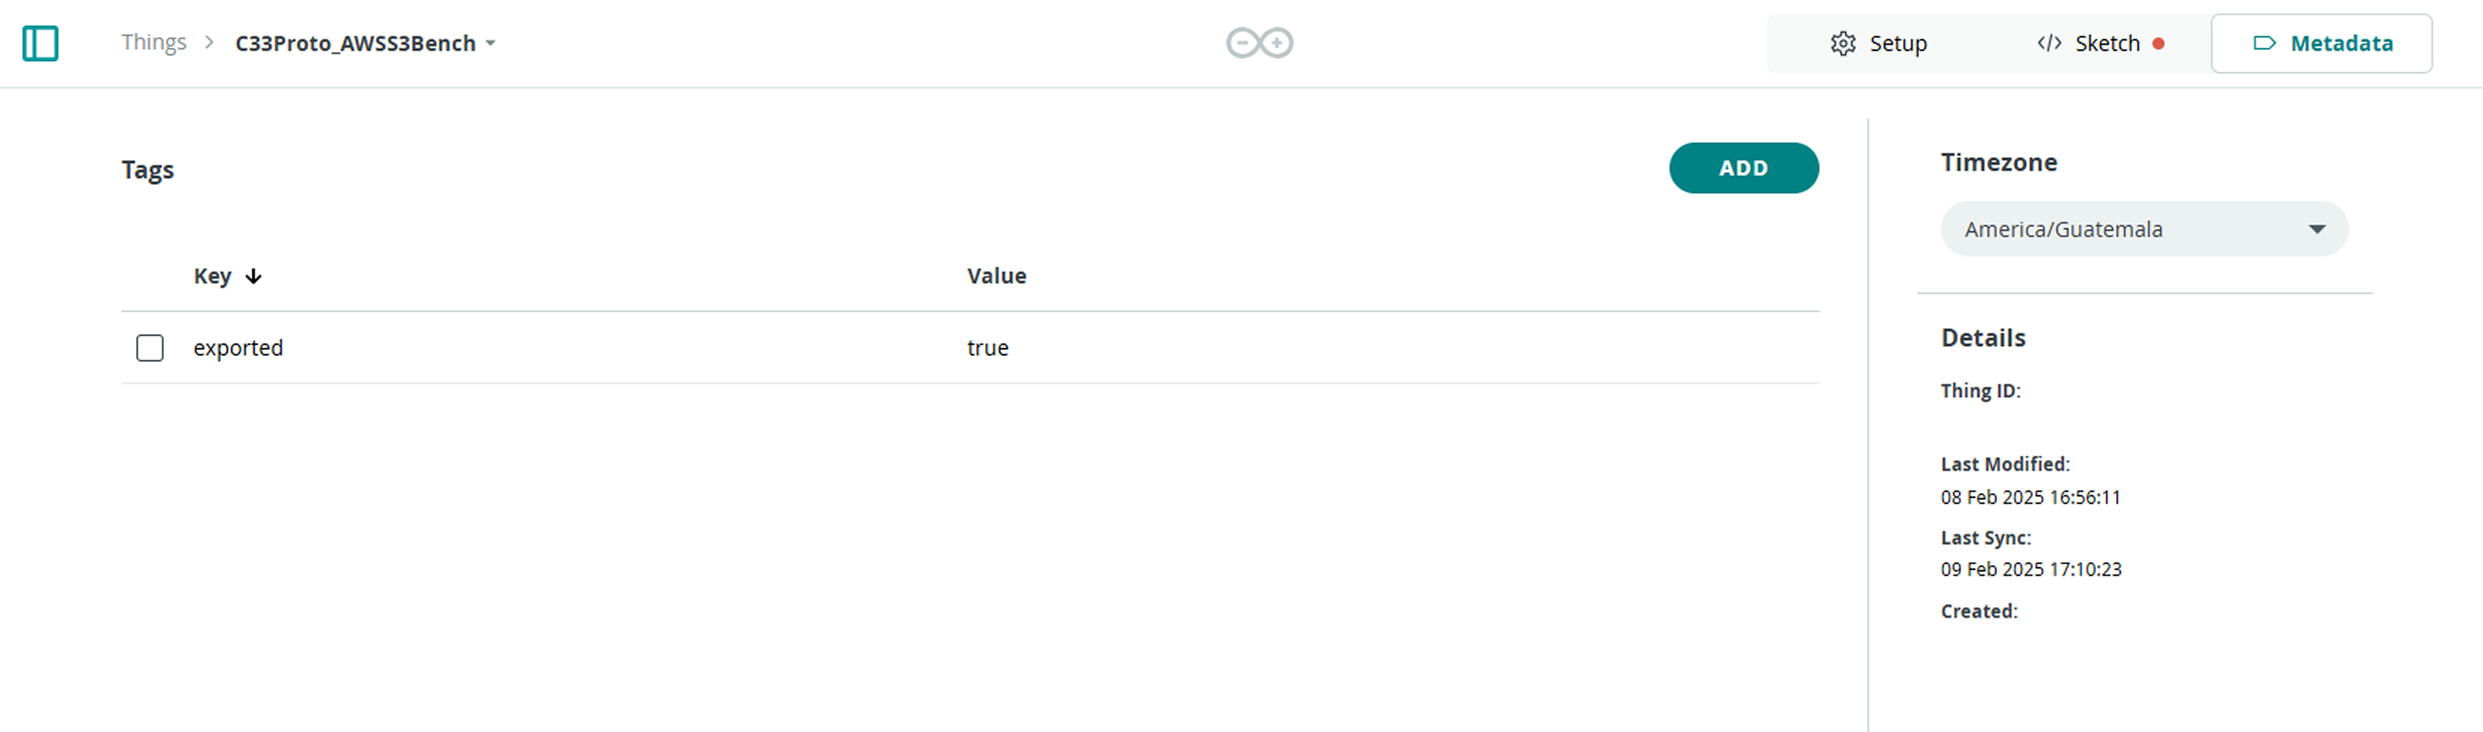 Things > C33Proto_AWSS3Bench
Setup
</> Sketch
Metadata
Tags
ADD
Timezone
America/Guatemala
Key ↓ Value
exported true
Details
Thing ID:
Last Modified:
08 Feb 2025 16:56:11
Last Sync:
09 Feb 2025 17:10:23
Created: